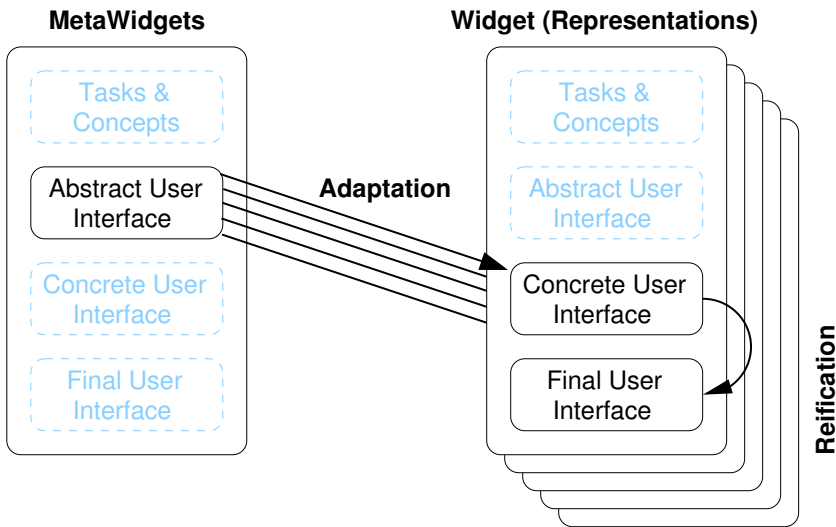 MetaWidgets
Tasks &
Concepts
Abstract User
Interface
Concrete User
Interface
Final User
Interface
Adaptation
Widget (Representations)
Tasks &
Concepts
Abstract User
Interface
Concrete User
Interface
Final User
Interface
Reification